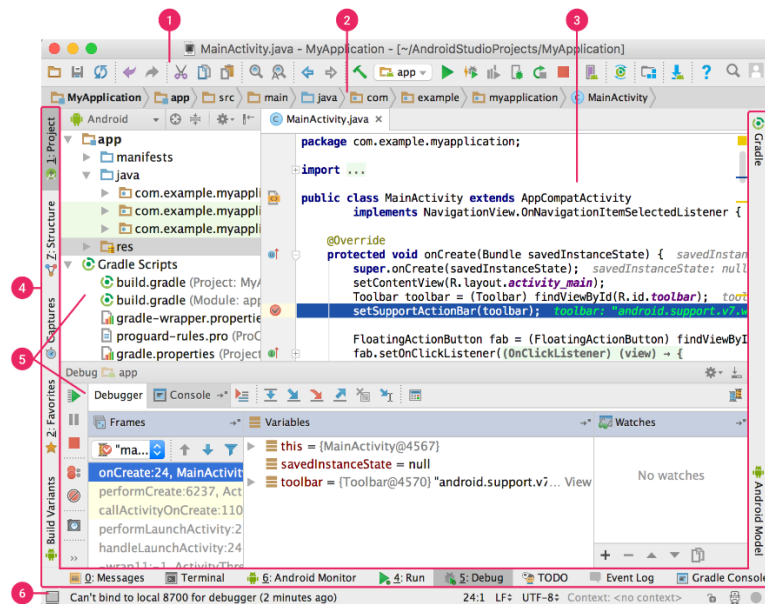 1
2
3
MainActivity.java - MyApplication - [~/AndroidStudioProjects/MyApplication]
app
?
MyApplication app src main java com example myapplication C MainActivity
1: Project
Android
C MainActivity.java ×
Gradle
app
manifests
java
com.example.myappli
com.example.myappli
com.example.myappli
res
Gradle Scripts
build.gradle (Project: MyA
build.gradle (Module: app
gradle-wrapper.propertie
proguard-rules.pro (ProG
gradle.properties (Project
package com.example.myapplication;
import ...
public class MainActivity extends AppCompatActivity
implements NavigationView.OnNavigationItemSelectedListener {
@Override
protected void onCreate(Bundle savedInstanceState) { savedInstan
super.onCreate(savedInstanceState); savedInstanceState: null
setContentView(R.layout.activity_main);
Toolbar toolbar = (Toolbar) findViewById(R.id.toolbar); tool
setSupportActionBar(toolbar); toolbar: "android.support.v7.w
FloatingActionButton fab = (FloatingActionButton) findViewByI
fab.setOnClickListener((OnClickListener) (view) → {
Z: Structure
4
Captures
5
2: Favorites
Build Variants
Debug app
Debugger Console
Frames
Variables
Watches
"ma...
onCreate:24, MainActivit
performCreate:6237, Act
callActivityOnCreate:110
performLaunchActivity:2
handleLaunchActivity:24
-wrap11:-1, ActivityThre
this = {MainActivity@4567}
savedInstanceState = null
toolbar = {Toolbar@4570} "android.support.v7... View
No watches
Android Model
0: Messages Terminal 6: Android Monitor 4: Run 5: Debug TODO Event Log Gradle Console
6
Can't bind to local 8700 for debugger (2 minutes ago)
24:1 LF÷ UTF-8÷ Context: <no context>